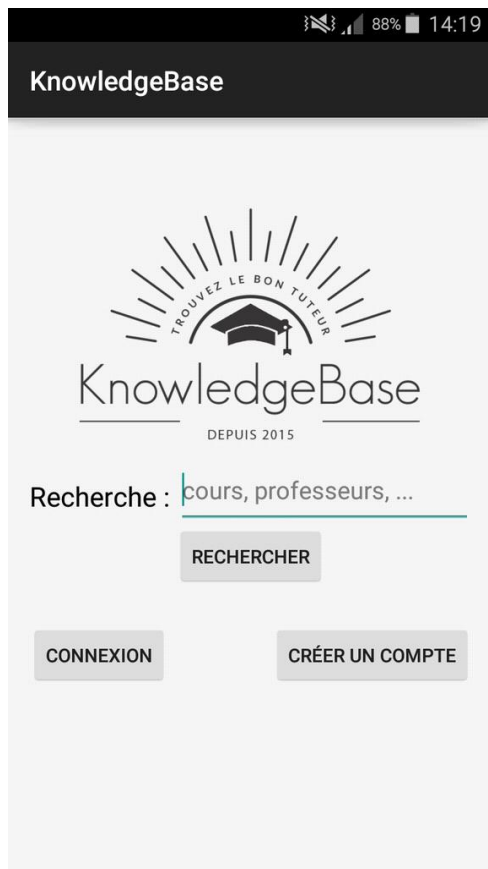 88% 14:19
KnowledgeBase
TROUVEZ LE BON TUTEUR
KnowledgeBase
DEPUIS 2015
Recherche : cours, professeurs, ...
RECHERCHER
CONNEXION CRÉER UN COMPTE